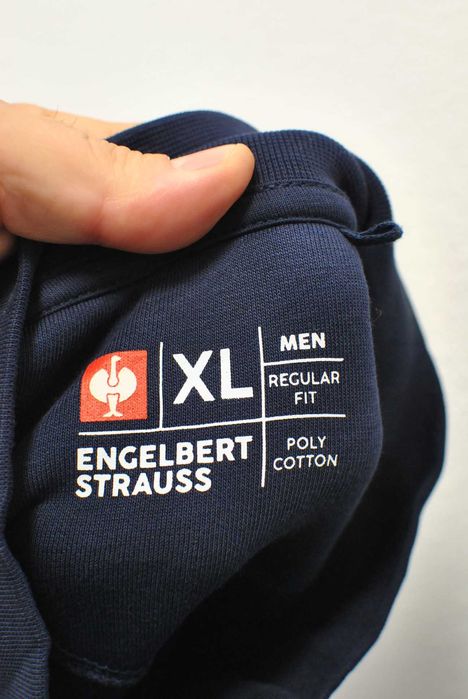 XL
MEN
REGULAR
FIT
ENGELBERT
STRAUSS
POLY
COTTON